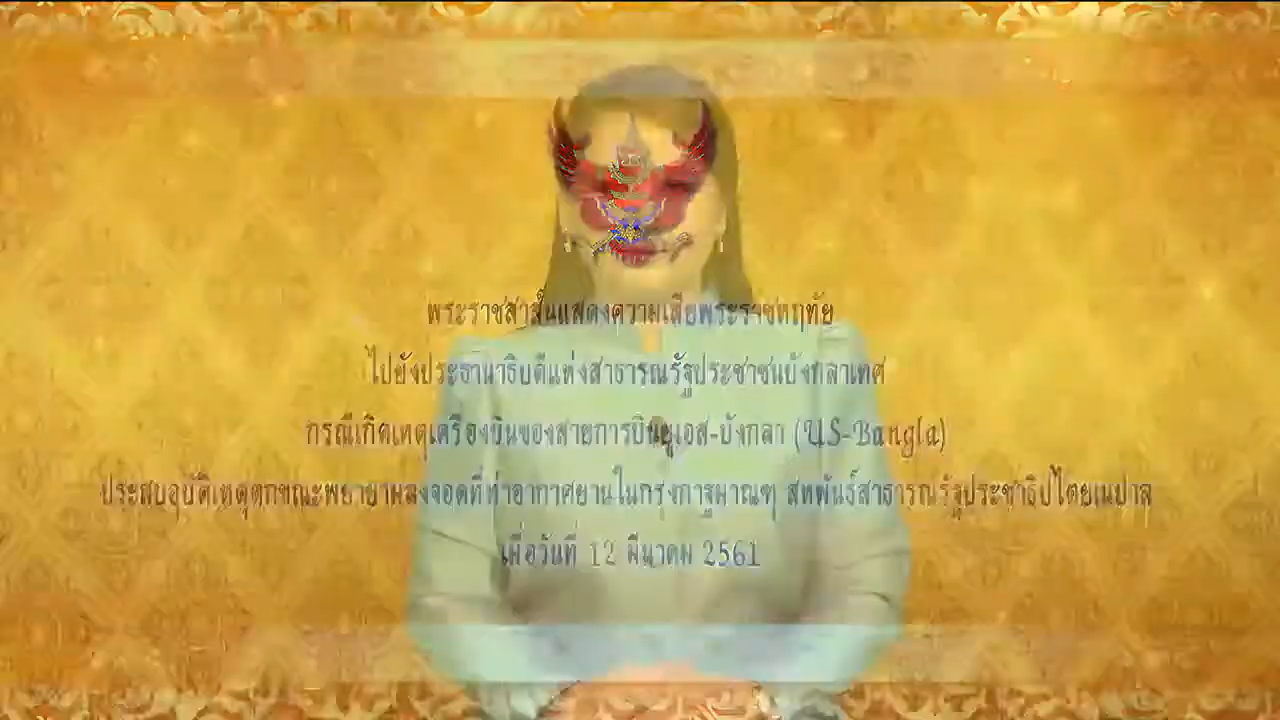 พระราชสาส์นแสดงความเสียพระราชหฤทัย
ไปยังประธานาธิบดีแห่งสาธารณรัฐประชาชนบังกลาเทศ
กรณีเกิดเหตุเครื่องบินของสายการบินยูเอส-บังกลา (US-Bangla)
ประสบอุบัติเหตุตกขณะพยายามลงจอดที่ท่าอากาศยานในกรุงกาฐมาณฑุ สหพันธ์สาธารณรัฐประชาธิปไตยเนปาล
เมื่อวันที่ 12 มีนาคม 2561